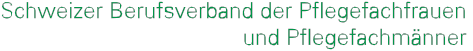 Schweizer Berufsverband der Pflegefachfrauen
und Pflegefachmänner